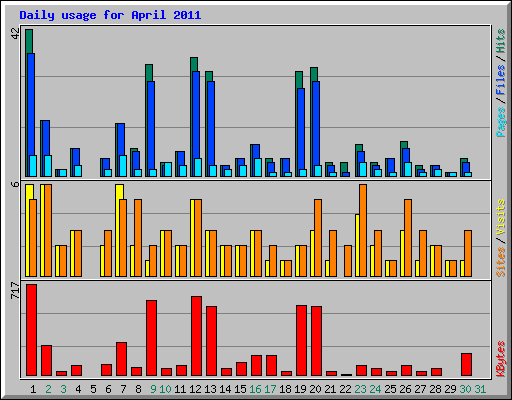 Daily usage for April 2011
42
Pages / Files / Hits
6
Sites / Visits
717
KBytes
1 2 3 4 5 6 7 8 9 10 11 12 13 14 15 16 17 18 19 20 21 22 23 24 25 26 27 28 29 30 31